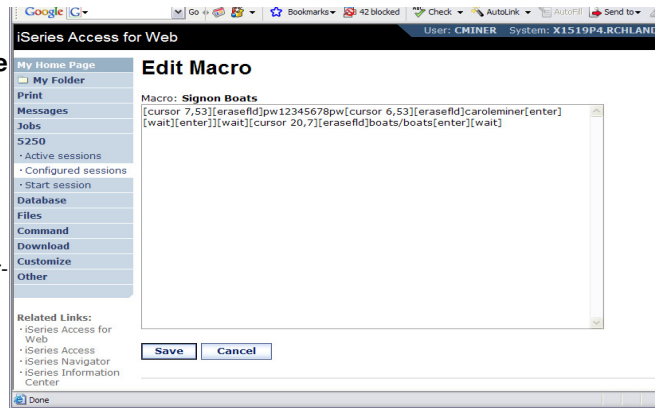 Google G Go Bookmarks 42 blocked Check AutoLink AutoFill Send to
iSeries Access for Web
User: CMINER System: X1519P4.RCHLAND
e
My Home Page
My Folder
Print
Messages
Jobs
5250
· Active sessions
· Configured sessions
· Start session
Database
Files
Command
Download
Customize
Other
-
Related Links:
· iSeries Access for
Web
· iSeries Access
· iSeries Navigator
· iSeries Information
Center
Edit Macro
Macro: Signon Boats
[cursor 7,53][erasefld]pw12345678pw[cursor 6,53][erasefld]caroleminer[enter]
[wait][enter]][wait][cursor 20,7][erasefld]boats/boats[enter][wait]
Save Cancel
Done